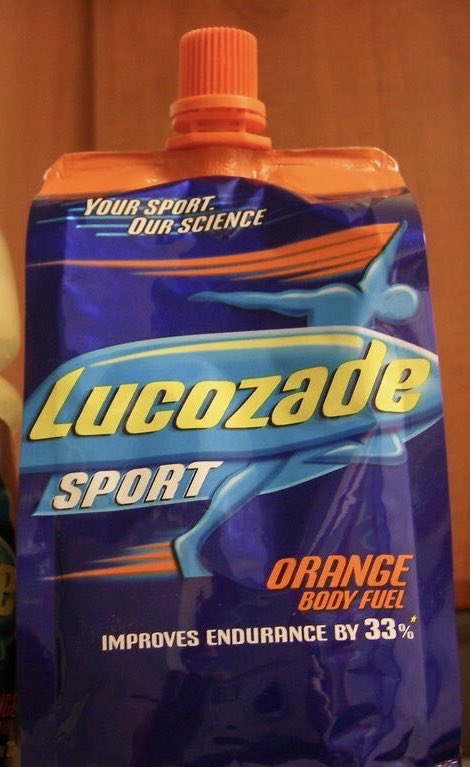 YOUR SPORT.
OUR SCIENCE
Lucozade
SPORT
ORANGE
BODY FUEL
IMPROVES ENDURANCE BY 33%*